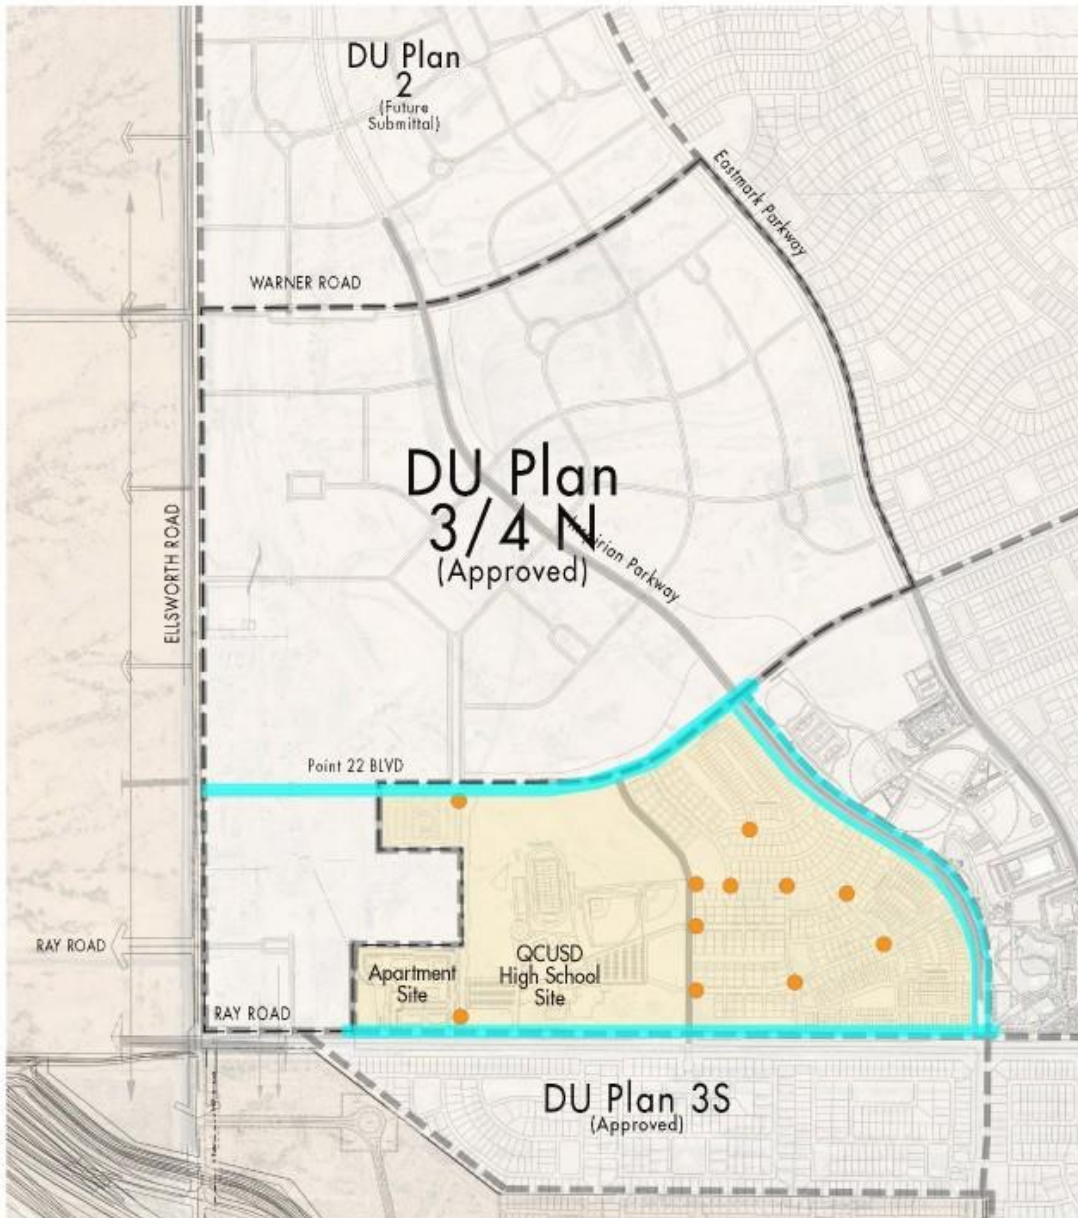 DU Plan
2
(Future
Submittal)
Eastmark Parkway
WARNER ROAD
DU Plan
3/4 N
(Approved)
Parkway
ELLSWORTH ROAD
Point 22 BLVD
RAY ROAD
QCUSD
High School
Site
Apartment
Site
RAY ROAD
DU Plan 3S
(Approved)